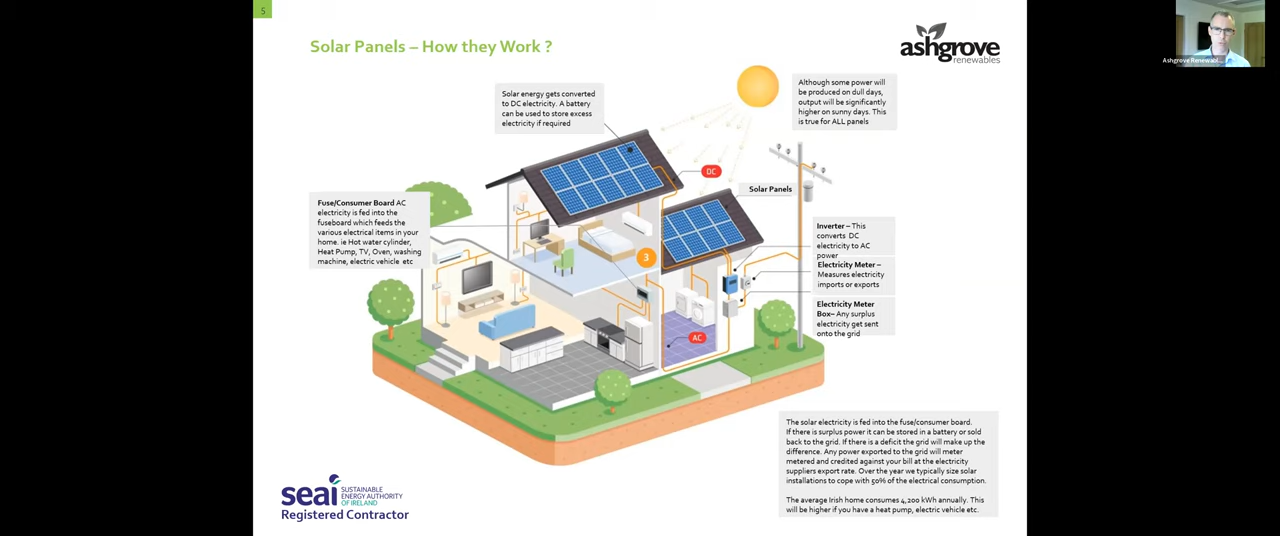 5
Solar Panels – How they Work ?
ashgrove
renewables
Ashgrove Renewabl...
Solar energy gets converted
to DC electricity. A battery
can be used to store excess
electricity if required
Although some power will
be produced on dull days,
output will be significantly
higher on sunny days. This
is true for ALL panels
DC
Solar Panels
Fuse/Consumer Board AC
electricity is fed into the
fuseboard which feeds the
various electrical items in your
home. ie Hot water cylinder,
Heat Pump, TV, Oven, washing
machine, electric vehicle etc
3
Inverter – This
converts DC
electricity to AC
power
Electricity Meter –
Measures electricity
imports or exports
Electricity Meter
Box– Any surplus
electricity get sent
onto the grid
AC
The solar electricity is fed into the fuse/consumer board.
If there is surplus power it can be stored in a battery or sold
back to the grid. If there is a deficit the grid will make up the
difference. Any power exported to the grid will meter
metered and credited against your bill at the electricity
suppliers export rate. Over the year we typically size solar
installations to cope with 50% of the electrical consumption.
The average Irish home consumes 4,200 kWh annually. This
will be higher if you have a heat pump, electric vehicle etc.
seai
SUSTAINABLE
ENERGY AUTHORITY
OF IRELAND
Registered Contractor